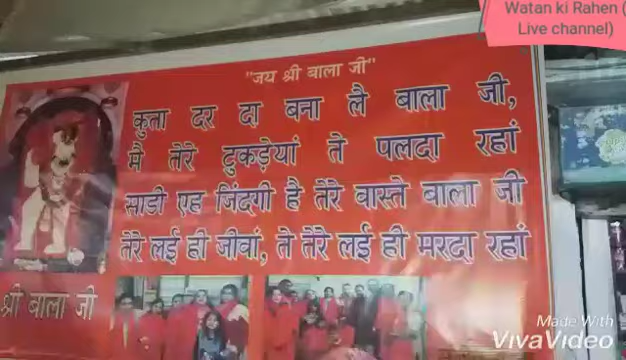 Watan ki Rahen (
Live channel)
"जय श्री बाला जी"
कुता दर दा बना लै बाला जी,
मै तेरे टुकड़ेयां ते पलदा रहां
साडी एह जिंदगी है तेरे वास्ते बाला जी
तेरे लई ही जीवां, ते तेरे लई ही मरदा रहां
श्री बाला जी
Made With
VivaVideo